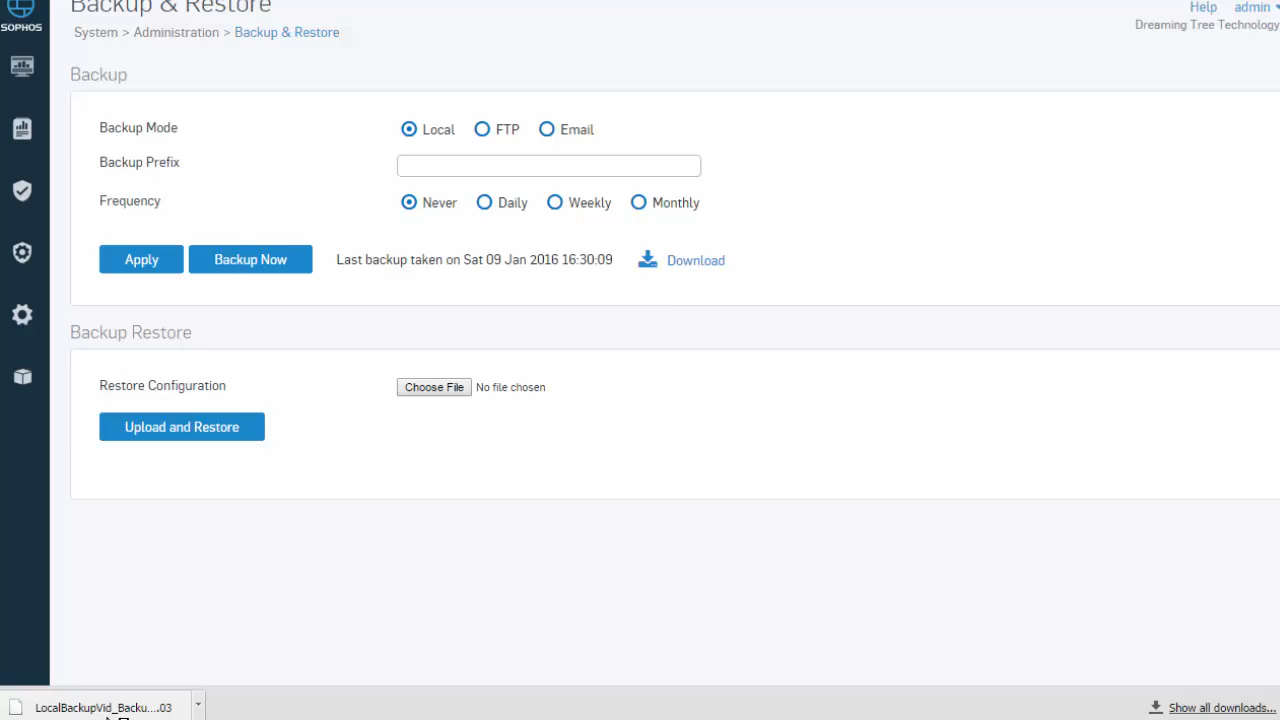 Backup & Restore
Help admin
SOPHOS
System > Administration > Backup & Restore
Dreaming Tree Technology
Backup
Backup Mode
Local FTP Email
Backup Prefix
Frequency
Never Daily Weekly Monthly
Apply Backup Now Last backup taken on Sat 09 Jan 2016 16:30:09 Download
Backup Restore
Restore Configuration
Choose File No file chosen
Upload and Restore
LocalBackupVid_Backu....03
Show all downloads...